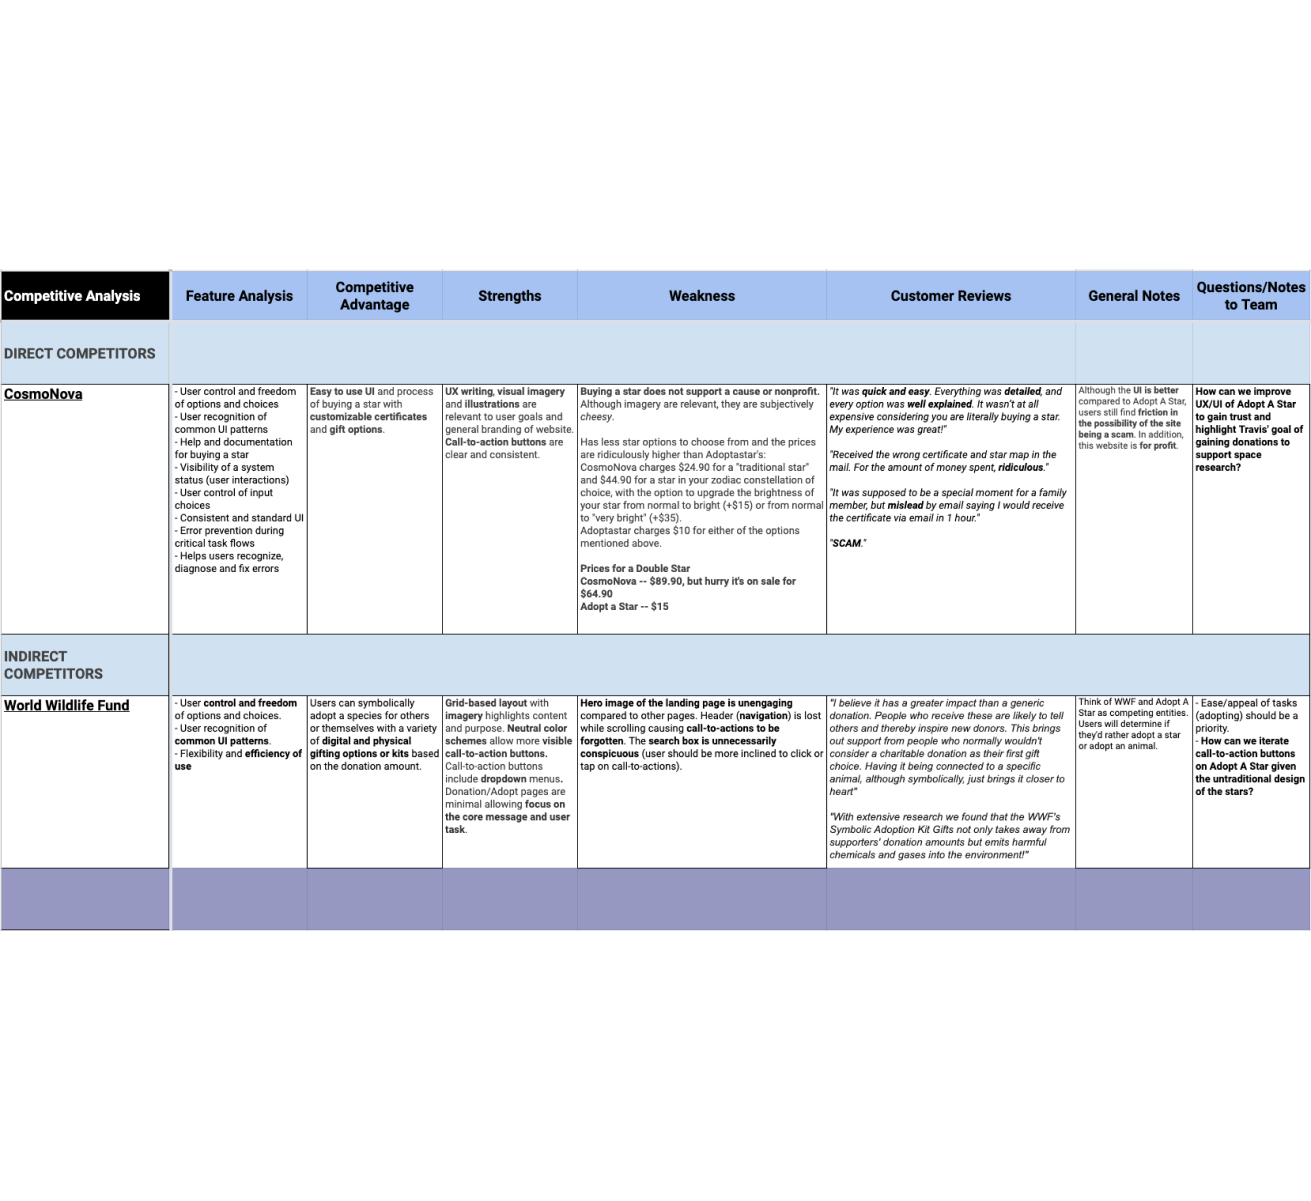 Competitive Analysis
Feature Analysis
Competitive
Advantage
Strengths
Weakness
Customer Reviews
General Notes
Questions/Notes
to Team
DIRECT COMPETITORS
CosmoNova
- User control and freedom
of options and choices
- User recognition of
common UI patterns
- Help and documentation
for buying a star
- Visibility of a system
status (user interactions)
- User control of input
choices
- Consistent and standard UI
- Error prevention during
critical task flows
- Helps users recognize,
diagnose and fix errors
Easy to use UI and process
of buying a star with
customizable certificates
and gift options.
UX writing, visual imagery
and illustrations are
relevant to user goals and
general branding of website.
Call-to-action buttons are
clear and consistent.
Buying a star does not support a cause or nonprofit.
Although imagery are relevant, they are subjectively
cheesy.
Has less star options to choose from and the prices
are ridiculously higher than Adoptastar's:
CosmoNova charges $24.90 for a "traditional star"
and $44.90 for a star in your zodiac constellation of
choice, with the option to upgrade the brightness of
your star from normal to bright (+$15) or from normal
to "very bright" (+$35).
Adoptastar charges $10 for either of the options
mentioned above.
Prices for a Double Star
CosmoNova -- $89.90, but hurry it's on sale for
$64.90
Adopt a Star -- $15
"It was quick and easy. Everything was detailed, and
every option was well explained. It wasn't at all
expensive considering you are literally buying a star.
My experience was great!"
"Received the wrong certificate and star map in the
mail. For the amount of money spent, ridiculous."
"It was supposed to be a special moment for a family
member, but mislead by email saying I would receive
the certificate via email in 1 hour."
"SCAM."
Although the UI is better
compared to Adopt A Star,
users still find friction in
the possibility of the site
being a scam. In addition,
this website is for profit.
How can we improve
UX/UI of Adopt A Star
to gain trust and
highlight Travis' goal of
gaining donations to
support space
research?
INDIRECT
COMPETITORS
World Wildlife Fund
- User control and freedom
of options and choices.
- User recognition of
common UI patterns.
- Flexibility and efficiency of
use
Users can symbolically
adopt a species for others
or themselves with a variety
of digital and physical
gifting options or kits based
on the donation amount.
Grid-based layout with
imagery highlights content
and purpose. Neutral color
schemes allow more visible
call-to-action buttons.
Call-to-action buttons
include dropdown menus.
Donation/Adopt pages are
minimal allowing focus on
the core message and user
task.
Hero image of the landing page is unengaging
compared to other pages. Header (navigation) is lost
while scrolling causing call-to-actions to be
forgotten. The search box is unnecessarily
conspicuous (user should be more inclined to click or
tap on call-to-actions).
"I believe it has a greater impact than a generic
donation. People who receive these are likely to tell
others and thereby inspire new donors. This brings
out support from people who normally wouldn't
consider a charitable donation as their first gift
choice. Having it being connected to a specific
animal, although symbolically, just brings it closer to
heart"
"With extensive research we found that the WWF's
Symbolic Adoption Kit Gifts not only takes away from
supporters' donation amounts but emits harmful
chemicals and gases into the environment!"
Think of WWF and Adopt A
Star as competing entities.
Users will determine if
they'd rather adopt a star
or adopt an animal.
- Ease/appeal of tasks
(adopting) should be a
priority.
- How can we iterate
call-to-action buttons
on Adopt A Star given
the untraditional design
of the stars?